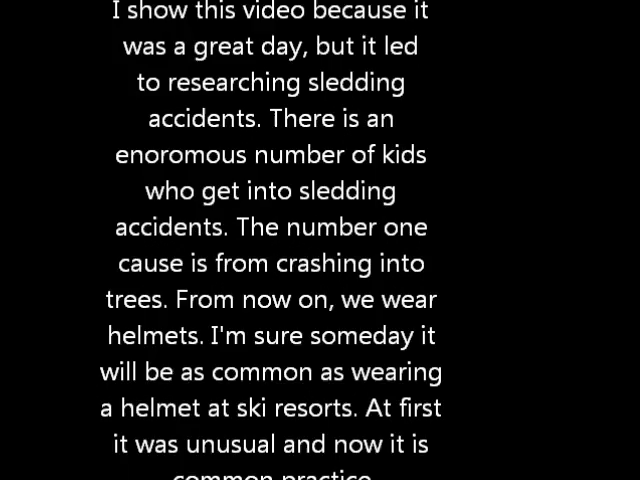 I show this video because it
was a great day, but it led
to researching sledding
accidents. There is an
enoromous number of kids
who get into sledding
accidents. The number one
cause is from crashing into
trees. From now on, we wear
helmets. I'm sure someday it
will be as common as wearing
a helmet at ski resorts. At first
it was unusual and now it is
common practice